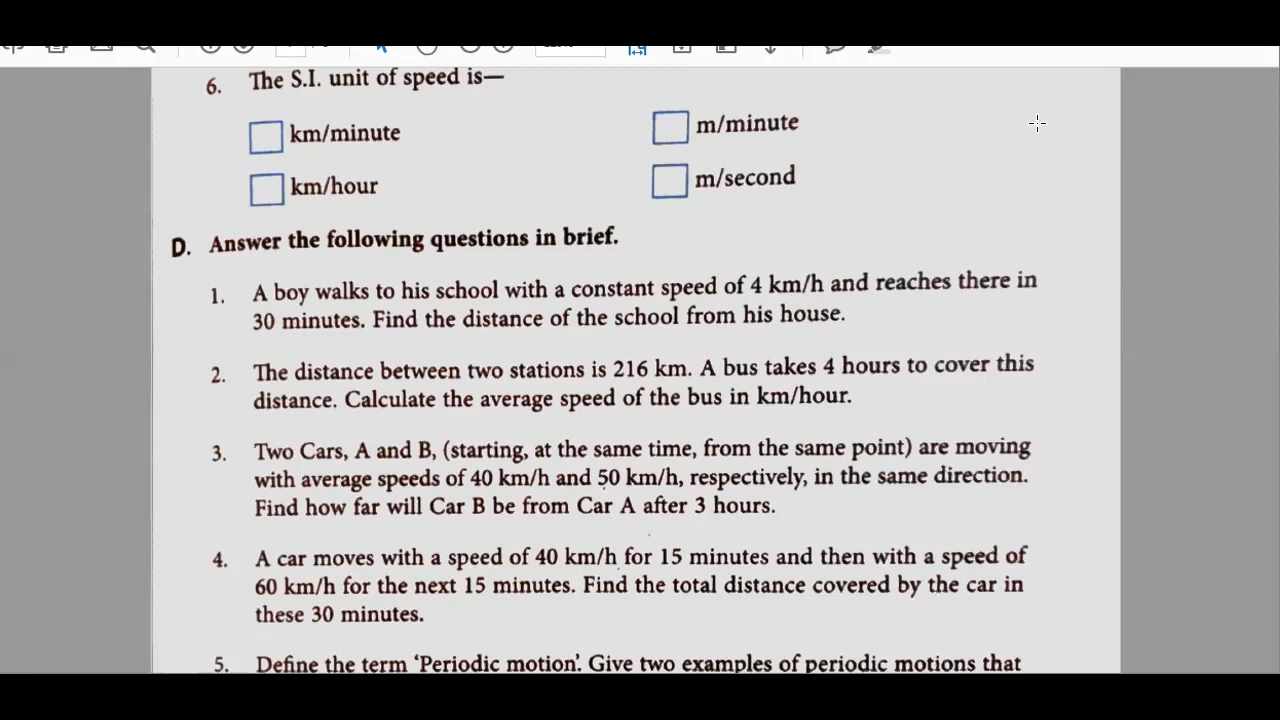 6. The S.I. unit of speed is—
km/minute
m/minute
km/hour
m/second
D. Answer the following questions in brief.
1. A boy walks to his school with a constant speed of 4 km/h and reaches there in
30 minutes. Find the distance of the school from his house.
2. The distance between two stations is 216 km. A bus takes 4 hours to cover this
distance. Calculate the average speed of the bus in km/hour.
3. Two Cars, A and B, (starting, at the same time, from the same point) are moving
with average speeds of 40 km/h and 50 km/h, respectively, in the same direction.
Find how far will Car B be from Car A after 3 hours.
4. A car moves with a speed of 40 km/h for 15 minutes and then with a speed of
60 km/h for the next 15 minutes. Find the total distance covered by the car in
these 30 minutes.
5. Define the term 'Periodic motion'. Give two examples of periodic motions that